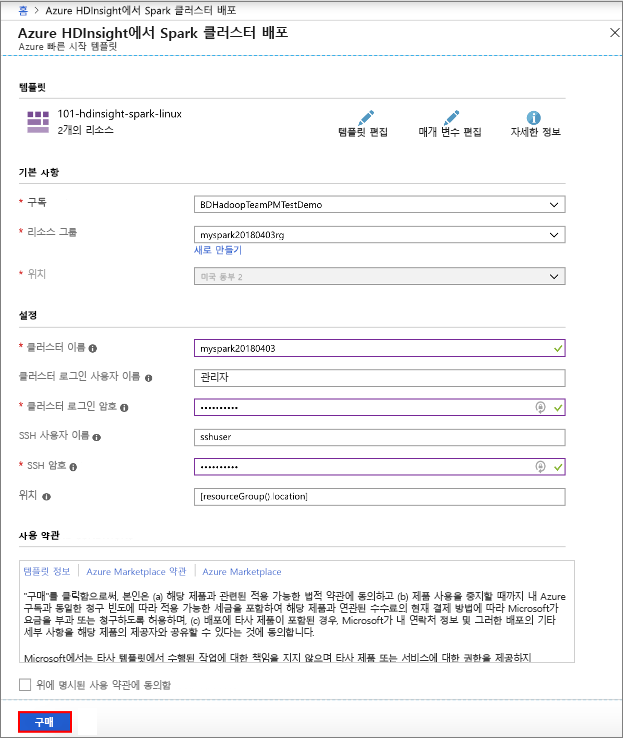 홈 > Azure HDInsight에서 Spark 클러스터 배포
Azure HDInsight에서 Spark 클러스터 배포
Azure 빠른 시작 템플릿
템플릿
101-hdinsight-spark-linux
2개의 리소스
템플릿 편집
매개 변수 편집
자세한 정보
기본 사항
* 구독
BDHadoopTeamPMTestDemo
* 리소스 그룹
myspark20180403rg
새로 만들기
* 위치
미국 동부 2
설정
* 클러스터 이름
myspark20180403
클러스터 로그인 사용자 이름
관리자
* 클러스터 로그인 암호
••••••••••
SSH 사용자 이름
sshuser
* SSH 암호
••••••••••
위치
[resourceGroup().location]
사용 약관
템플릿 정보 | Azure Marketplace 약관 | Azure Marketplace
"구매"를 클릭함으로써, 본인은 (a) 해당 제품과 관련된 적용 가능한 법적 약관에 동의하고 (b) 제품 사용을 중지할 때까지 내 Azure
구독과 동일한 청구 빈도에 따라 적용 가능한 세금을 포함하여 해당 제품과 연관된 수수료의 현재 결제 방법에 따라 Microsoft가
요금을 부과 또는 청구하도록 허용하며, (c) 배포에 타사 제품이 포함된 경우, Microsoft가 내 연락처 정보 및 그러한 배포의 기타
세부 사항을 해당 제품의 제공자와 공유할 수 있다는 것에 동의합니다.
Microsoft에서는 타사 템플릿에서 수행된 작업에 대한 책임을 지지 않으며 타사 제품 또는 서비스에 대한 권한을 제공하지
위에 명시된 사용 약관에 동의함
구매